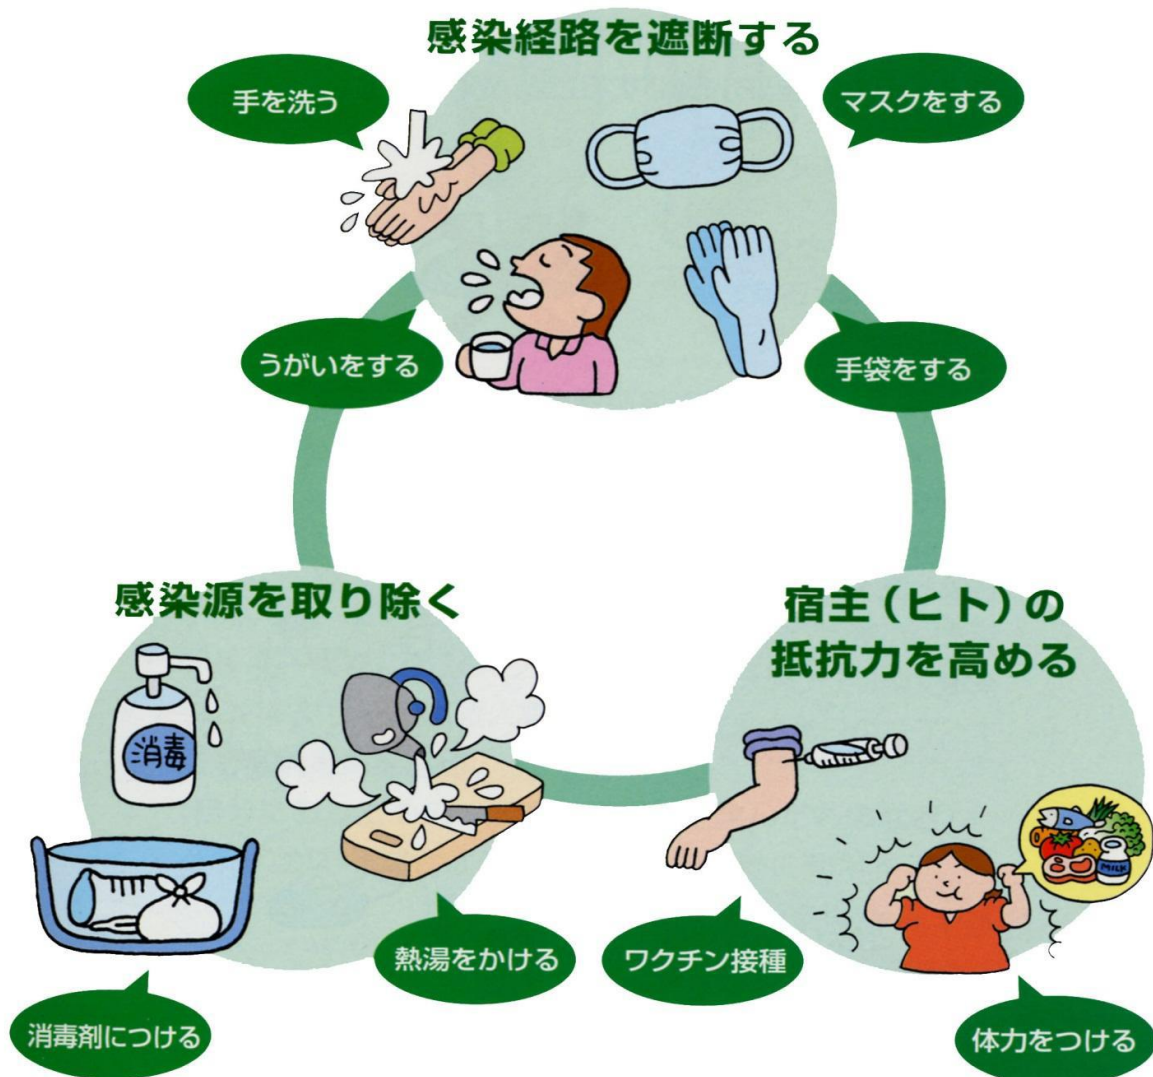 感染経路を遮断する
手を洗う
マスクをする
うがいをする
手袋をする
感染源を取り除く
宿主(ヒト)の
抵抗力を高める
消毒
MILK
熱湯をかける
ワクチン接種
消毒剤につける
体力をつける